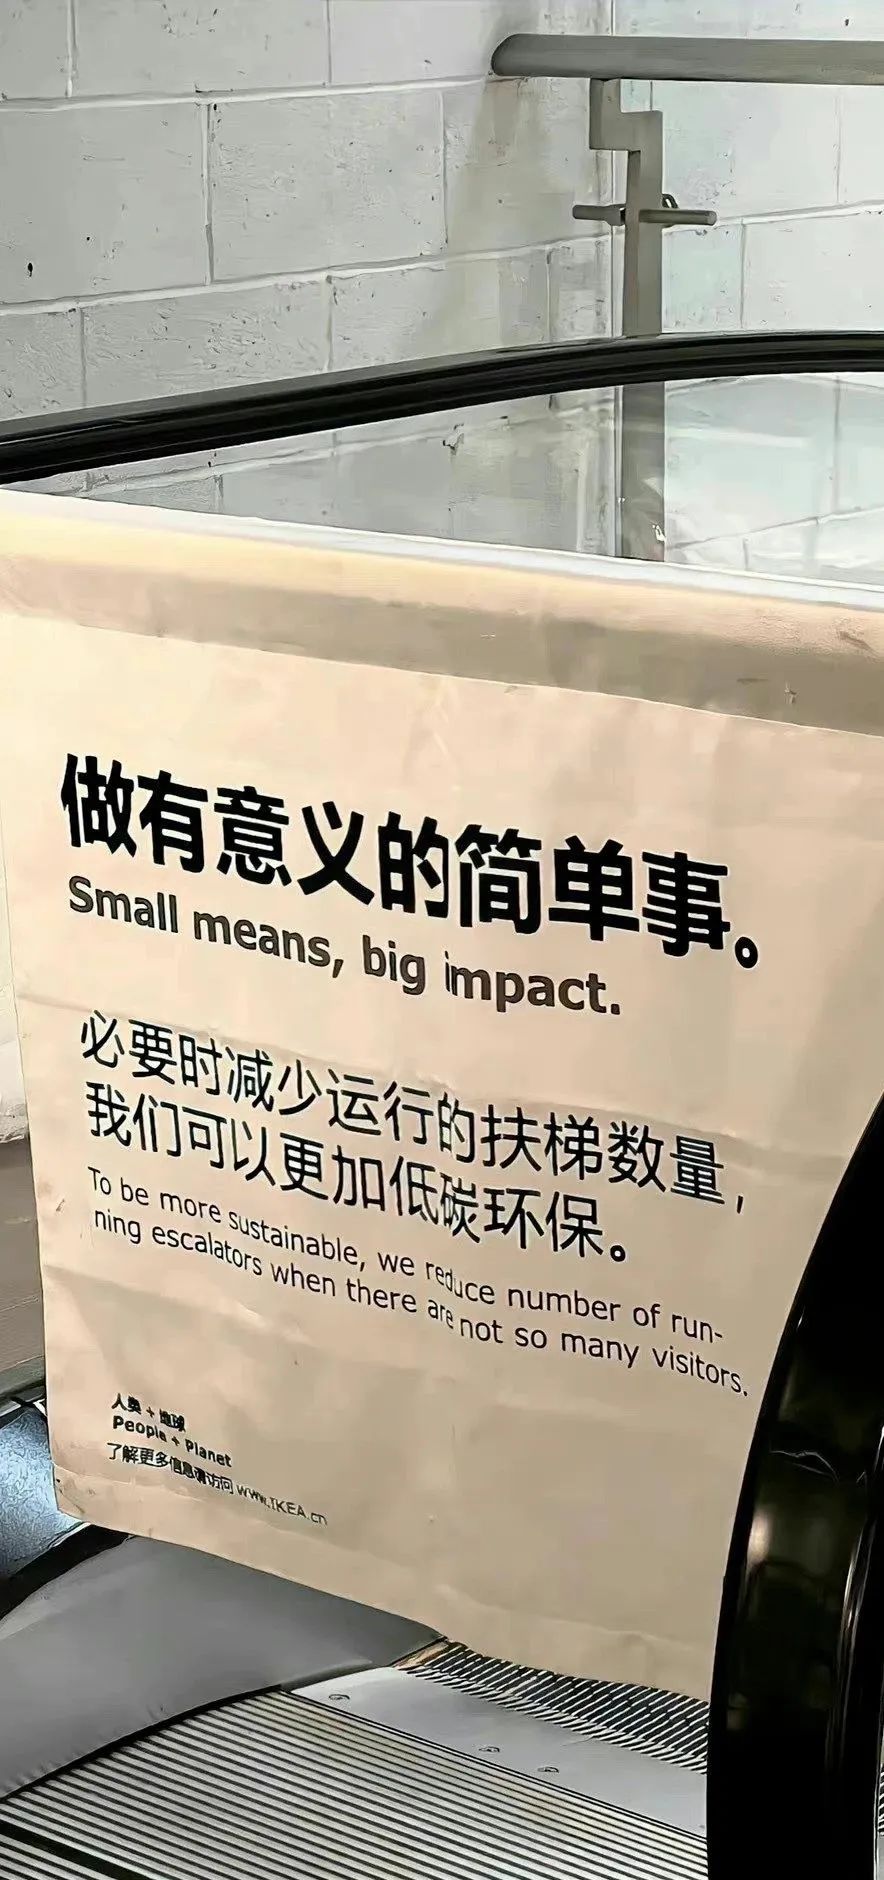 做有意义的简单事。
Small means, big impact.
必要时减少运行的扶梯数量，
我们可以更加低碳环保。
To be more sustainable, we reduce number of run-
ning escalators when there are not so many visitors.
人类 + 地球
People + Planet
了解更多信息请访问 www.IKEA.cn